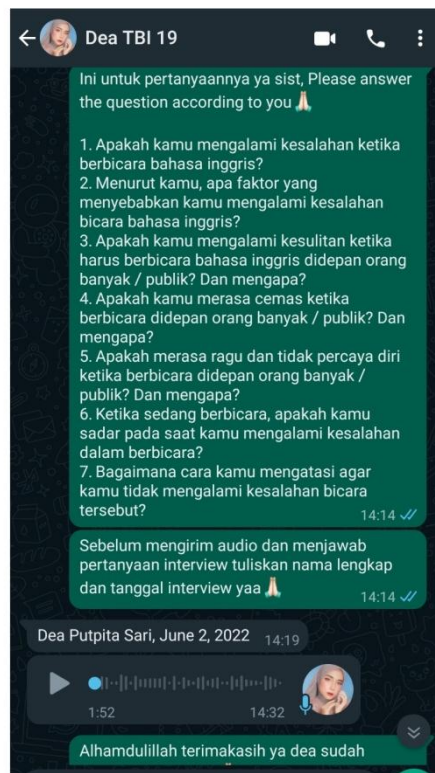 Dea TBI 19
Ini untuk pertanyaannya ya sist, Please answer
the question according to you 🙏🏻
1. Apakah kamu mengalami kesalahan ketika
berbicara bahasa inggris?
2. Menurut kamu, apa faktor yang
menyebabkan kamu mengalami kesalahan
bicara bahasa inggris?
3. Apakah kamu mengalami kesulitan ketika
harus berbicara bahasa inggris didepan orang
banyak / publik? Dan mengapa?
4. Apakah kamu merasa cemas ketika
berbicara didepan orang banyak / publik? Dan
mengapa?
5. Apakah merasa ragu dan tidak percaya diri
ketika berbicara didepan orang banyak /
publik? Dan mengapa?
6. Ketika sedang berbicara, apakah kamu
sadar pada saat kamu mengalami kesalahan
dalam berbicara?
7. Bagaimana cara kamu mengatasi agar
kamu tidak mengalami kesalahan bicara
tersebut?
14:14
Sebelum mengirim audio dan menjawab
pertanyaan interview tuliskan nama lengkap
dan tanggal interview yaa 🙏🏻
14:14
Dea Putpita Sari, June 2, 2022 14:19
1:52 14:32
Alhamdulillah terimakasih ya dea sudah